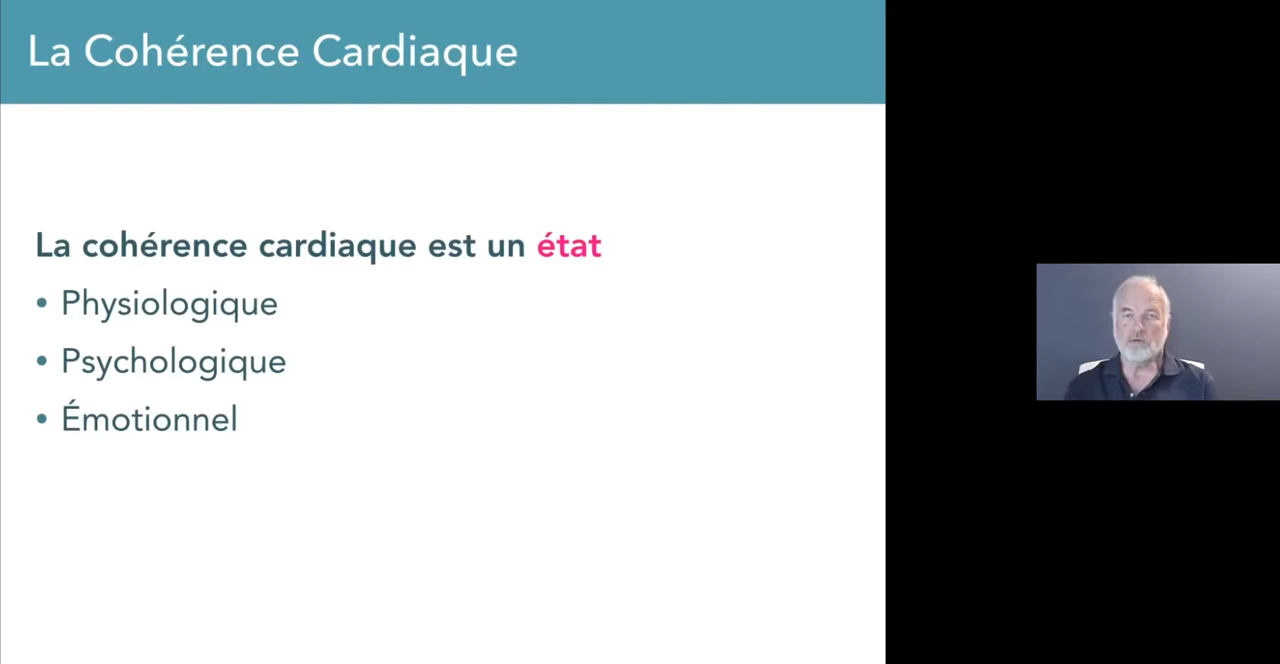 La Cohérence Cardiaque
La cohérence cardiaque est un état
• Physiologique
• Psychologique
• Émotionnel